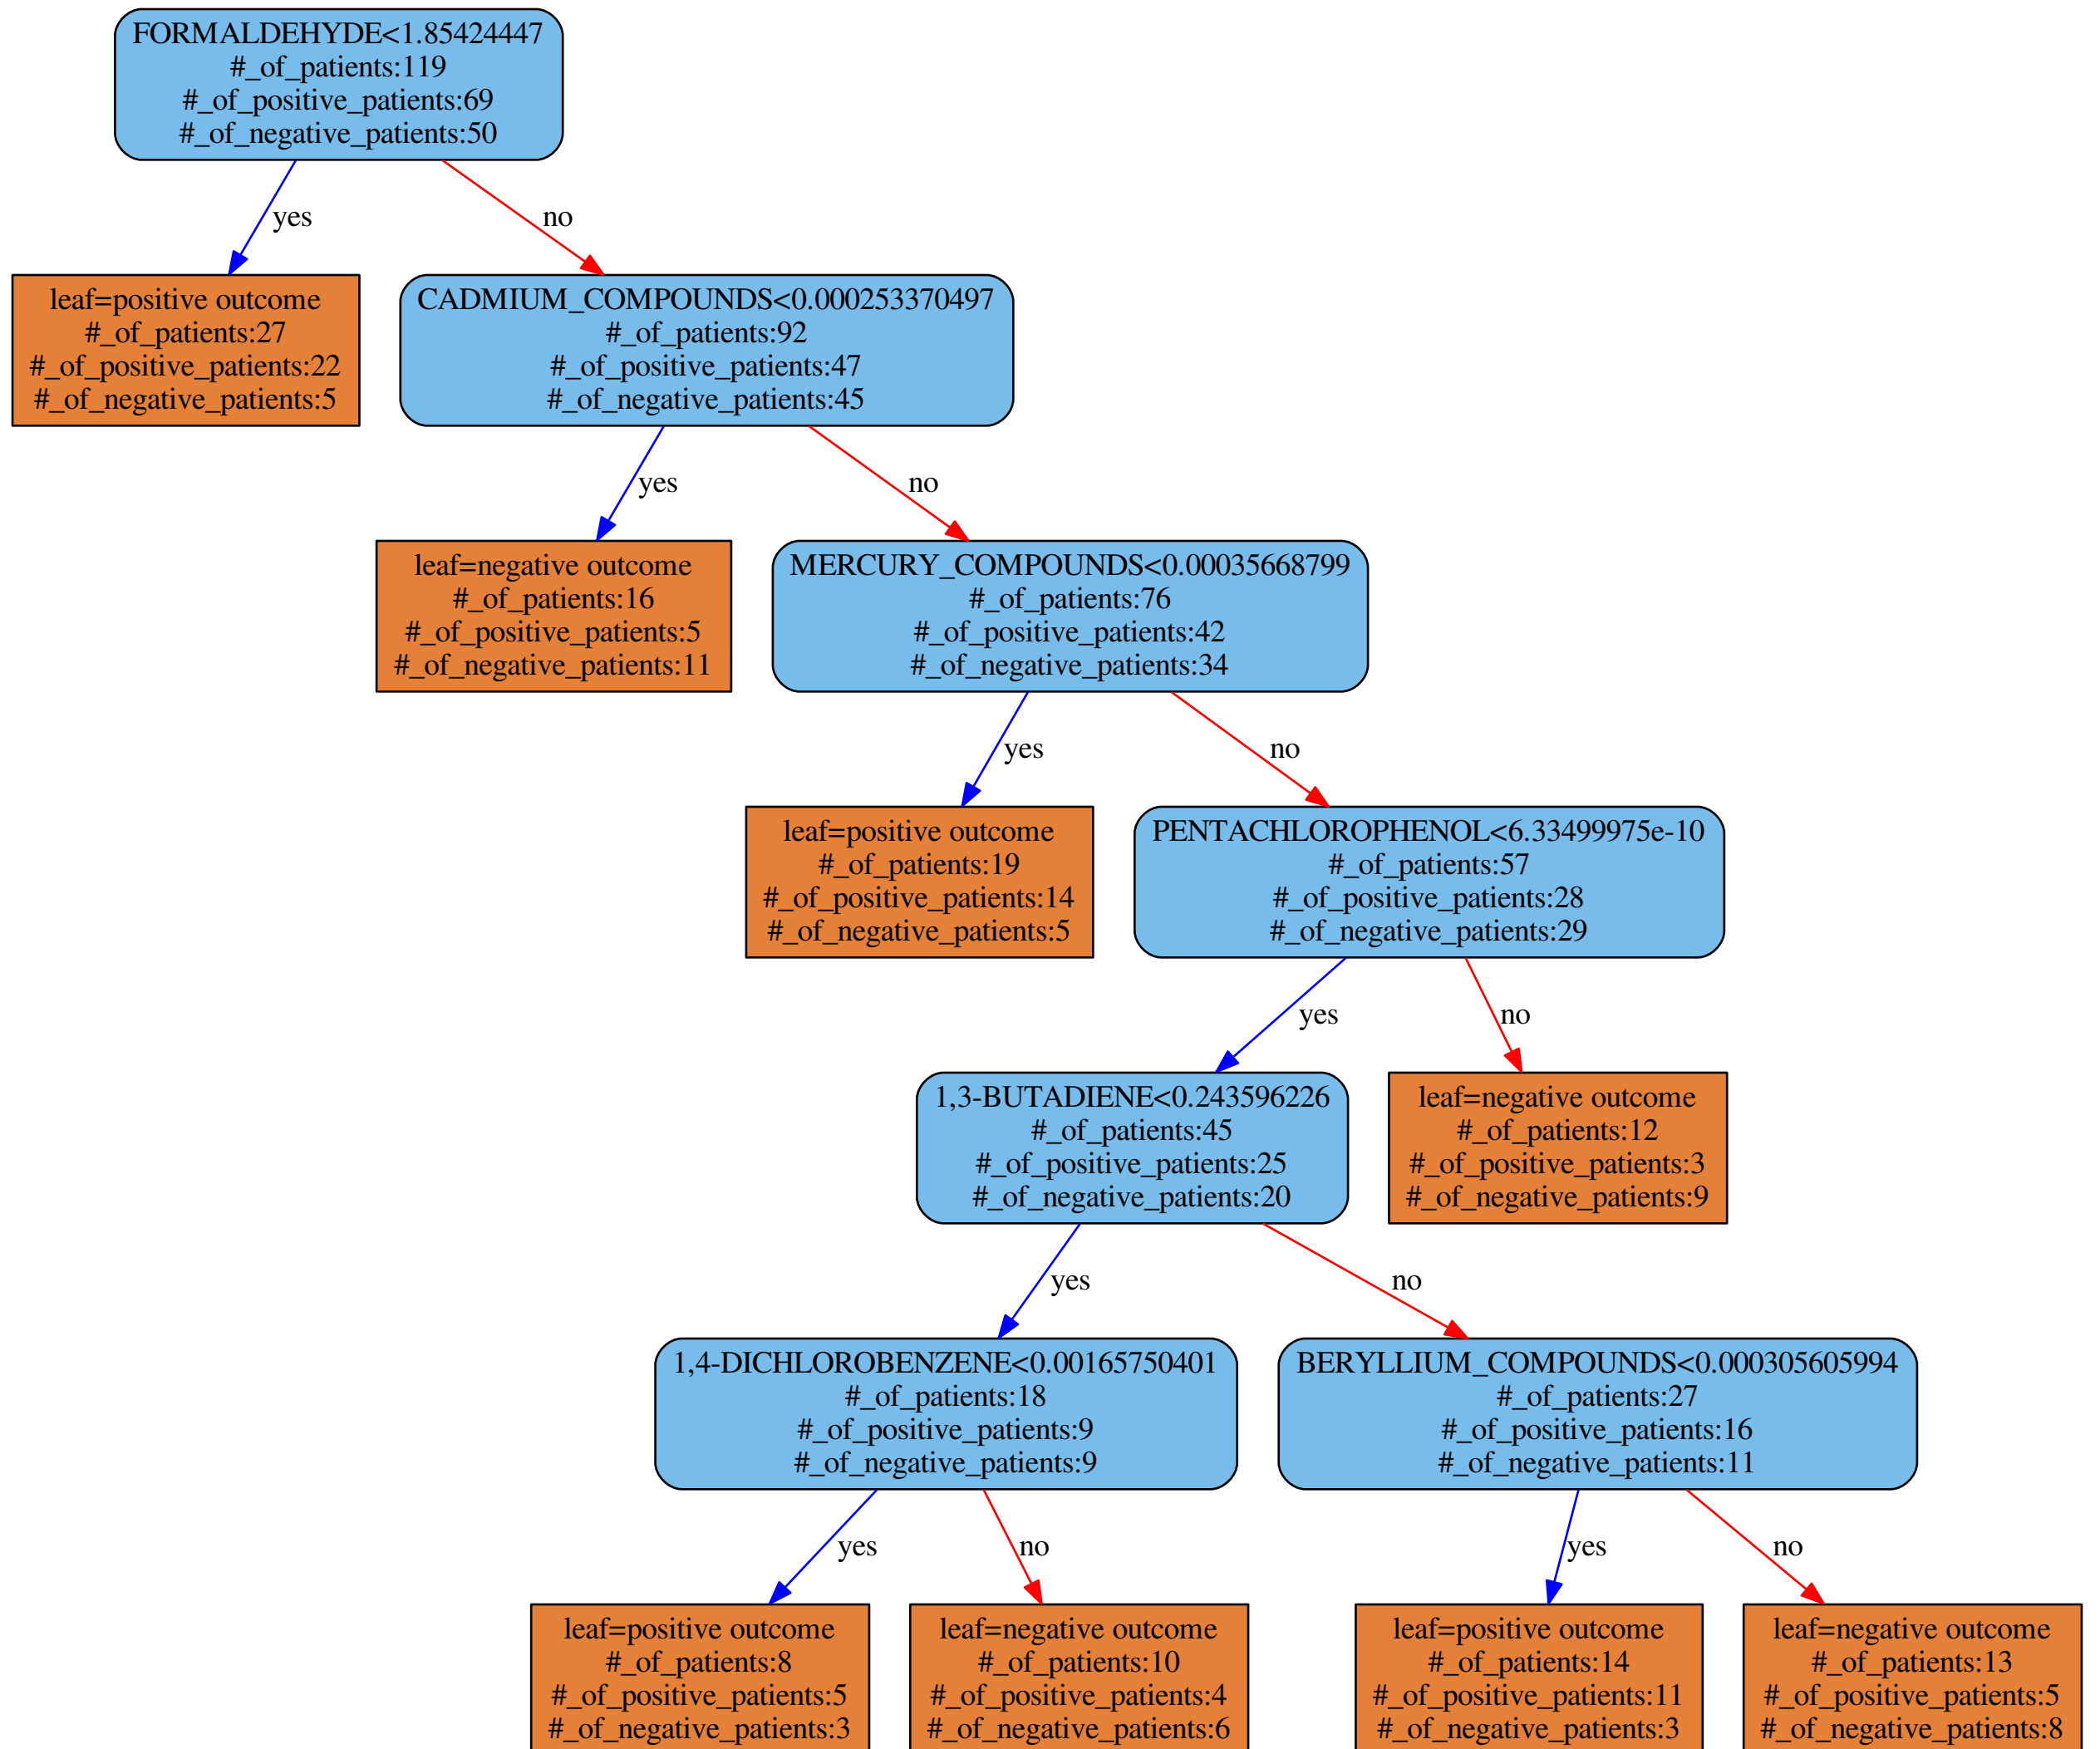 FORMALDEHYDE<1.85424447
#_of_patients:119
#_of_positive_patients:69
#_of_negative_patients:50
yes
no
leaf=positive outcome
#_of_patients:27
#_of_positive_patients:22
#_of_negative_patients:5
CADMIUM_COMPOUNDS<0.000253370497
#_of_patients:92
#_of_positive_patients:47
#_of_negative_patients:45
yes
no
leaf=negative outcome
#_of_patients:16
#_of_positive_patients:5
#_of_negative_patients:11
MERCURY_COMPOUNDS<0.00035668799
#_of_patients:76
#_of_positive_patients:42
#_of_negative_patients:34
yes
no
leaf=positive outcome
#_of_patients:19
#_of_positive_patients:14
#_of_negative_patients:5
PENTACHLOROPHENOL<6.33499975e-10
#_of_patients:57
#_of_positive_patients:28
#_of_negative_patients:29
yes
no
1,3-BUTADIENE<0.243596226
#_of_patients:45
#_of_positive_patients:25
#_of_negative_patients:20
leaf=negative outcome
#_of_patients:12
#_of_positive_patients:3
#_of_negative_patients:9
yes
no
1,4-DICHLOROBENZENE<0.00165750401
#_of_patients:18
#_of_positive_patients:9
#_of_negative_patients:9
BERYLLIUM_COMPOUNDS<0.000305605994
#_of_patients:27
#_of_positive_patients:16
#_of_negative_patients:11
yes
no
yes
no
leaf=positive outcome
#_of_patients:8
#_of_positive_patients:5
#_of_negative_patients:3
leaf=negative outcome
#_of_patients:10
#_of_positive_patients:4
#_of_negative_patients:6
leaf=positive outcome
#_of_patients:14
#_of_positive_patients:11
#_of_negative_patients:3
leaf=negative outcome
#_of_patients:13
#_of_positive_patients:5
#_of_negative_patients:8